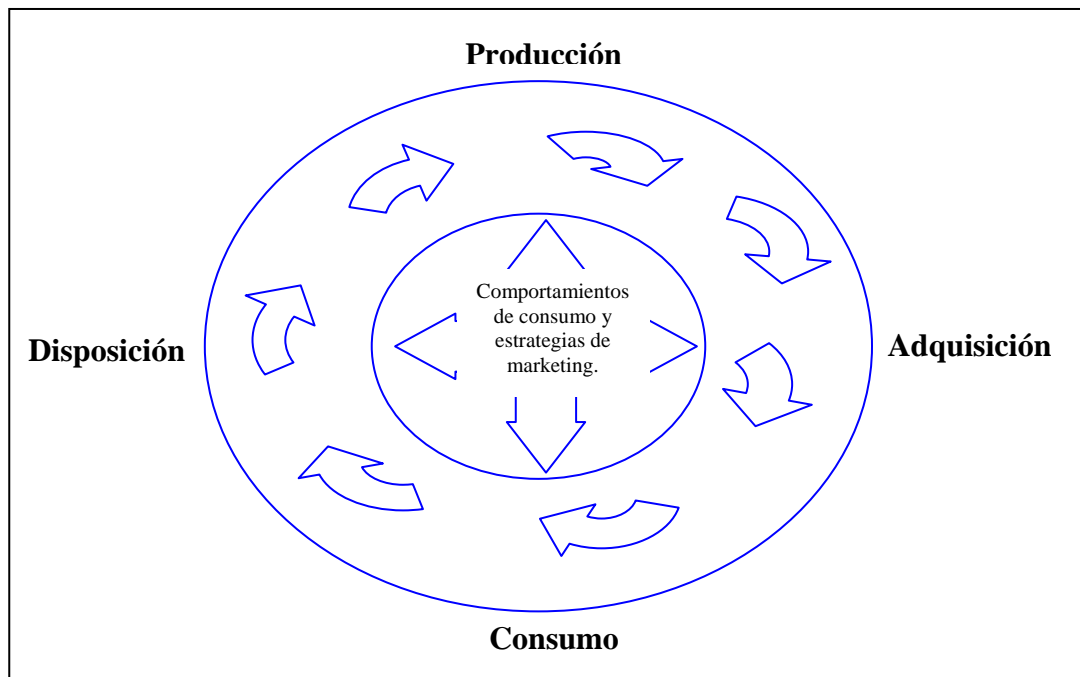 Producción
Comportamientos
de consumo y
estrategias de
marketing.
Disposición
Adquisición
Consumo